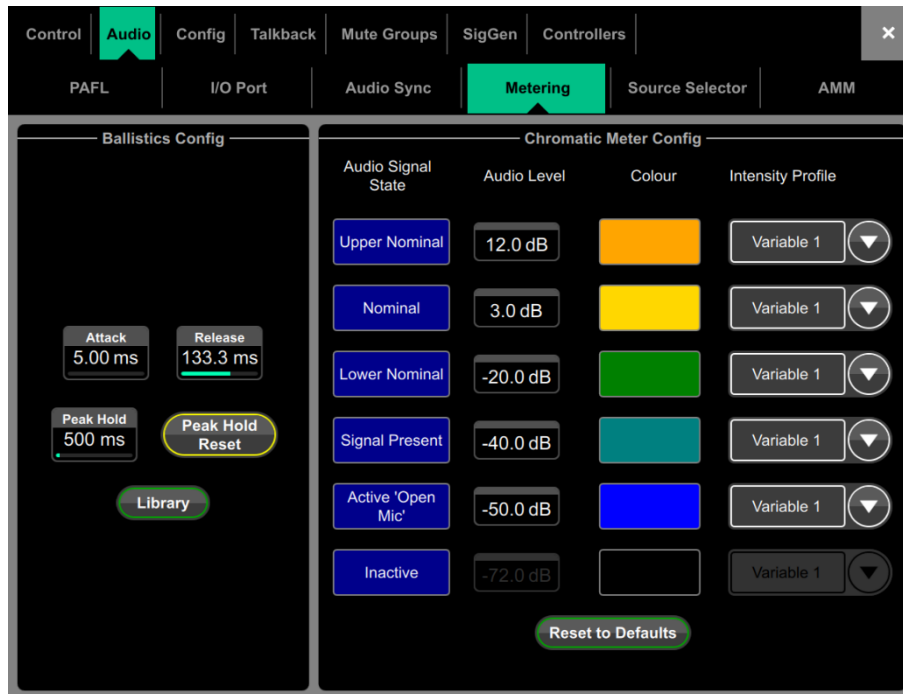 Control Audio Config Talkback Mute Groups SigGen Controllers ×
PAFL I/O Port Audio Sync Metering Source Selector AMM
Ballistics Config
Attack
5.00 ms
Release
133.3 ms
Peak Hold
500 ms
Peak Hold
Reset
Library
Chromatic Meter Config
Audio Signal
State
Audio Level
Colour
Intensity Profile
Upper Nominal
12.0 dB
Variable 1
Nominal
3.0 dB
Variable 1
Lower Nominal
-20.0 dB
Variable 1
Signal Present
-40.0 dB
Variable 1
Active 'Open
Mic'
-50.0 dB
Variable 1
Inactive
-72.0 dB
Variable 1
Reset to Defaults